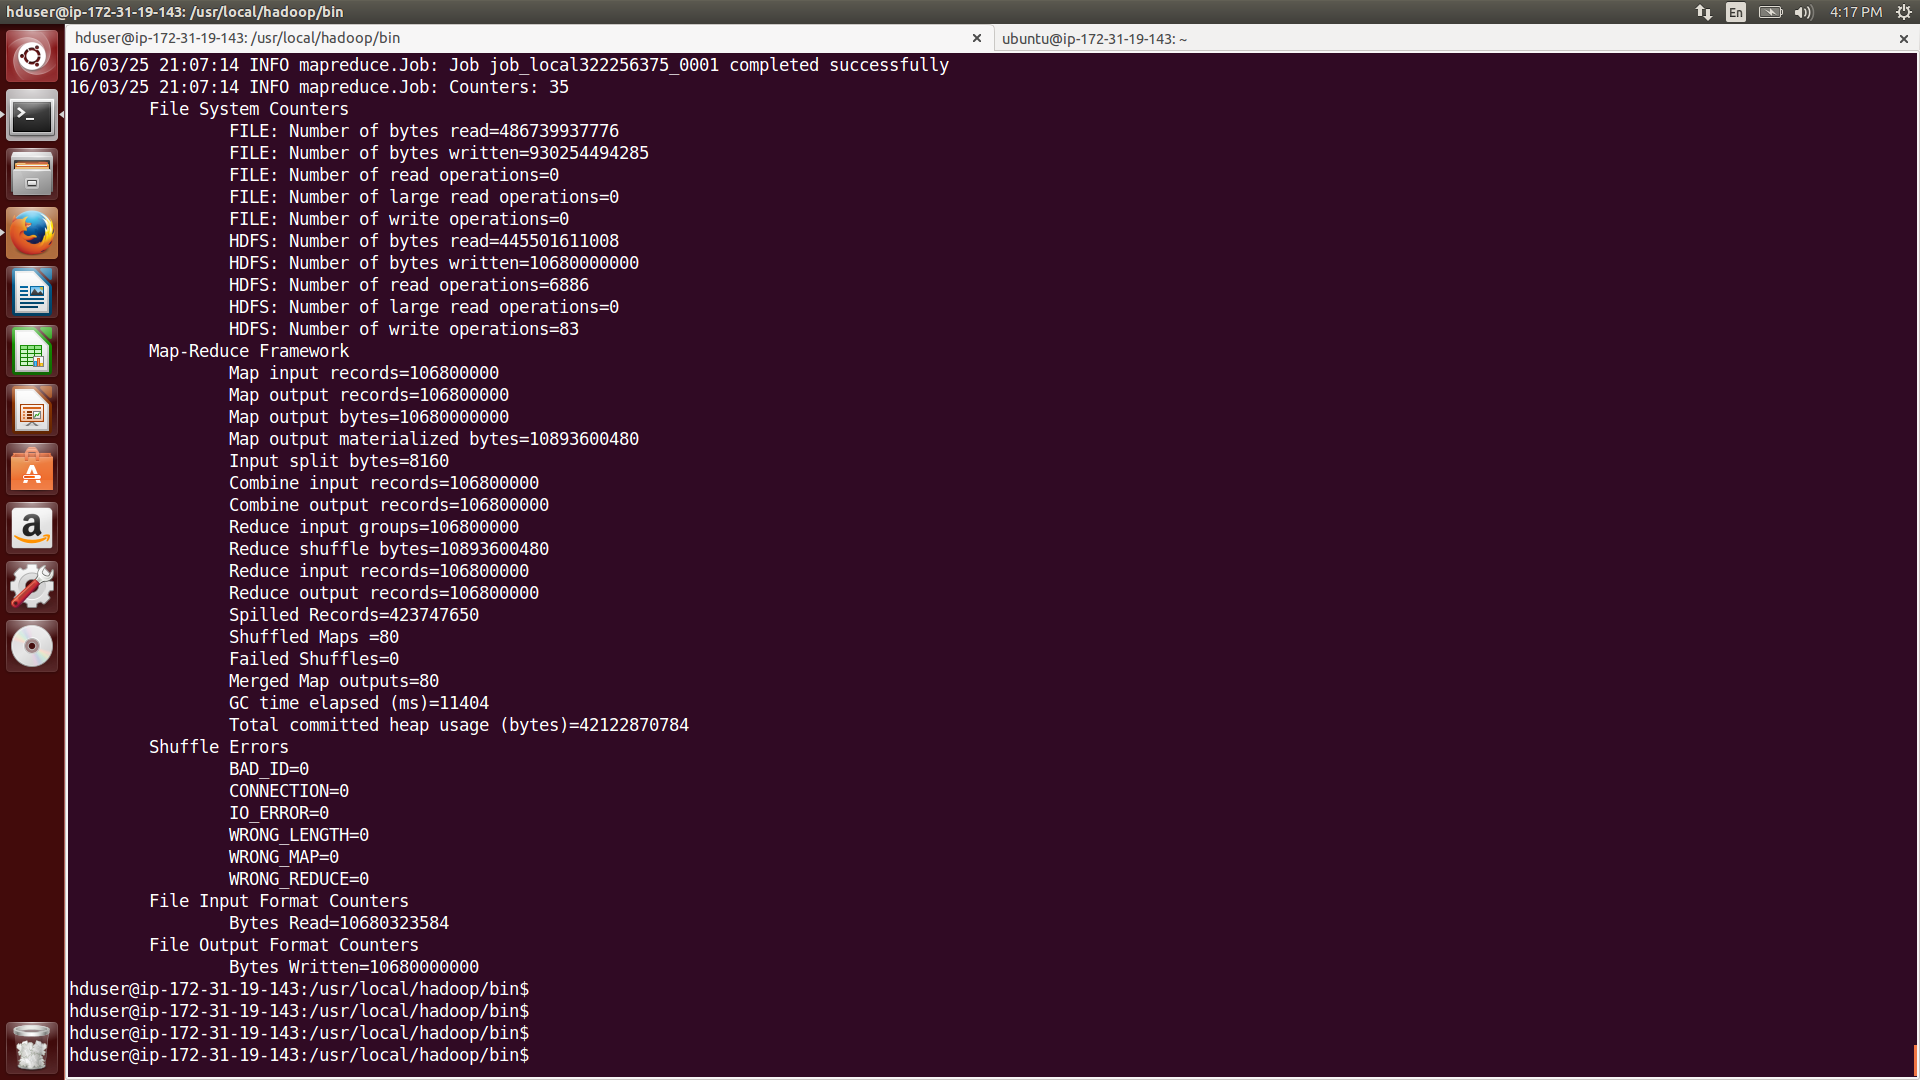 hduser@ip-172-31-19-143: /usr/local/hadoop/bin
En
4:17 PM
hduser@ip-172-31-19-143: /usr/local/hadoop/bin
ubuntu@ip-172-31-19-143: ~
16/03/25 21:07:14 INFO mapreduce.Job: Job job_local322256375_0001 completed successfully
16/03/25 21:07:14 INFO mapreduce.Job: Counters: 35
File System Counters
FILE: Number of bytes read=486739937776
FILE: Number of bytes written=930254494285
FILE: Number of read operations=0
FILE: Number of large read operations=0
FILE: Number of write operations=0
HDFS: Number of bytes read=445501611008
HDFS: Number of bytes written=10680000000
HDFS: Number of read operations=6886
HDFS: Number of large read operations=0
HDFS: Number of write operations=83
Map-Reduce Framework
Map input records=106800000
Map output records=106800000
Map output bytes=10680000000
Map output materialized bytes=10893600480
Input split bytes=8160
Combine input records=106800000
Combine output records=106800000
Reduce input groups=106800000
Reduce shuffle bytes=10893600480
Reduce input records=106800000
Reduce output records=106800000
Spilled Records=423747650
Shuffled Maps =80
Failed Shuffles=0
Merged Map outputs=80
GC time elapsed (ms)=11404
Total committed heap usage (bytes)=42122870784
Shuffle Errors
BAD_ID=0
CONNECTION=0
IO_ERROR=0
WRONG_LENGTH=0
WRONG_MAP=0
WRONG_REDUCE=0
File Input Format Counters
Bytes Read=10680323584
File Output Format Counters
Bytes Written=10680000000
hduser@ip-172-31-19-143:/usr/local/hadoop/bin$
hduser@ip-172-31-19-143:/usr/local/hadoop/bin$
hduser@ip-172-31-19-143:/usr/local/hadoop/bin$
hduser@ip-172-31-19-143:/usr/local/hadoop/bin$